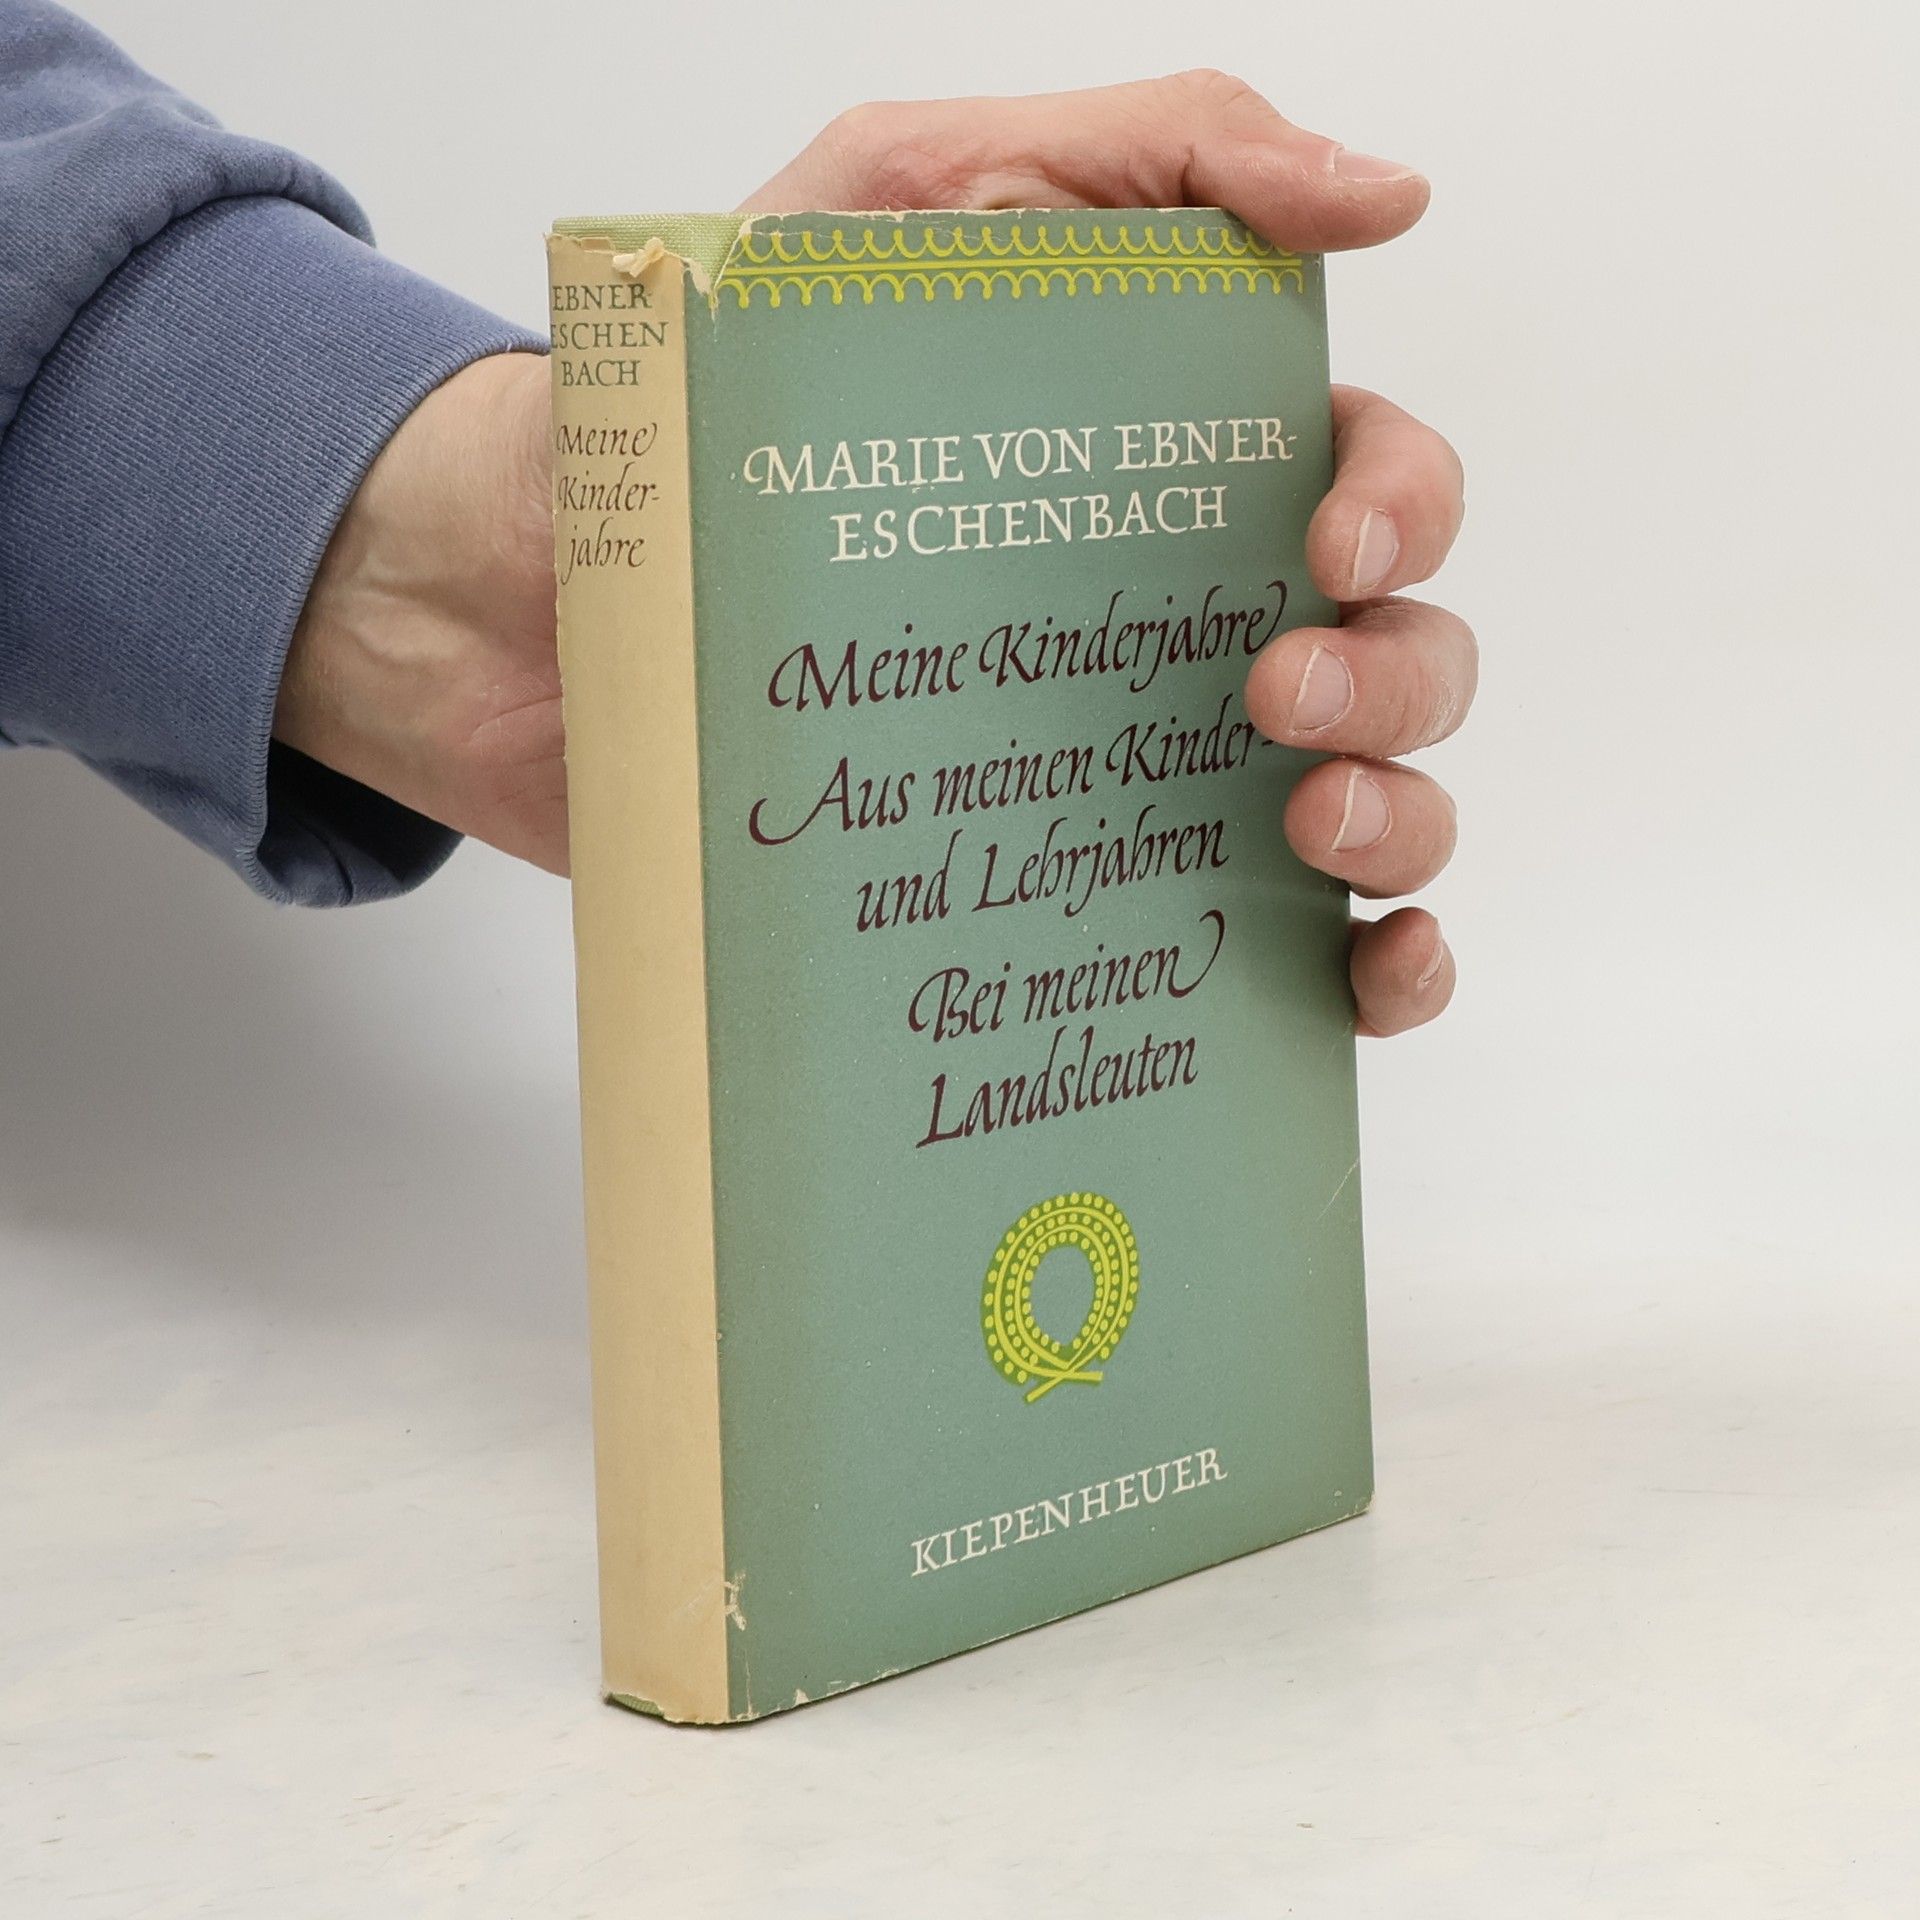 EBNER-
ESCHEN
BACH
Meine
Kinder-
jahre
MARIE VON EBNER-
ESCHENBACH
Meine Kinderjahre
Aus meinen Kinder-
und Lehrjahren
Bei meinen
Landsleuten
KIEPENHEUER